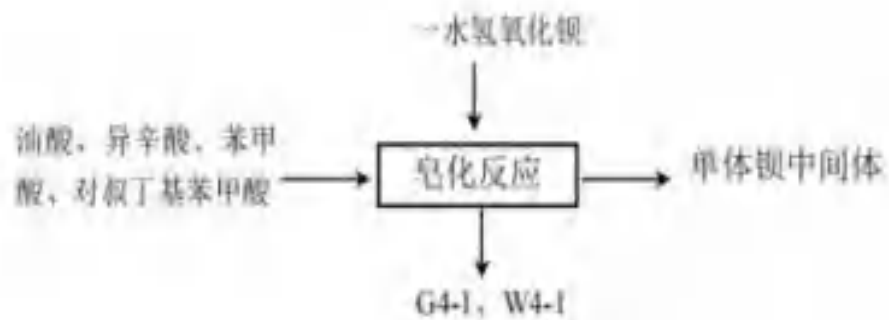 一水氢氧化钡
油酸、异辛酸、苯甲
酸、对叔丁基苯甲酸
皂化反应
单体钡中间体
G4-1、W4-1